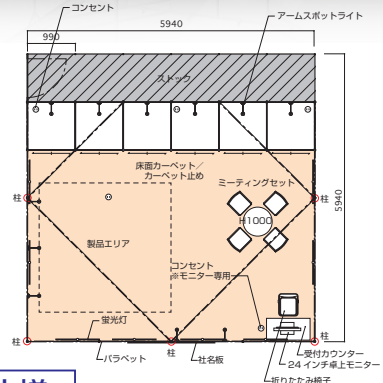 コンセント
5940
アームスポットライト
990
ストック
床面カーペット／
カーペット止め
ミーティングセット
柱
柱
5940
H1000
製品エリア
コンセント
※モニター専用
蛍光灯
柱
柱
柱
パラペット
社名板
受付カウンター
24 インチ卓上モニター
折りたたみ椅子